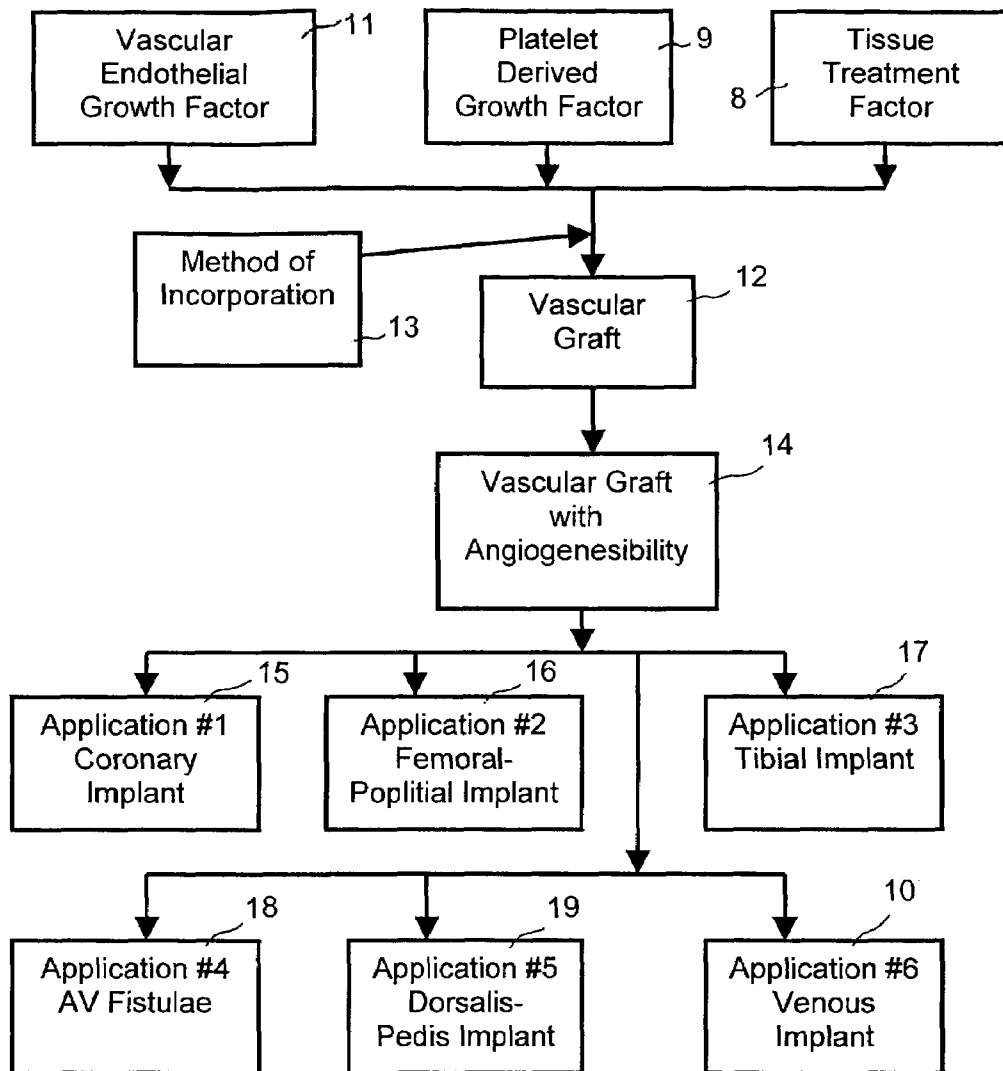 Vascular
Endothelial
Growth Factor
11
Platelet
Derived
Growth Factor
9
Tissue
Treatment
Factor
8
Method of
Incorporation
13
Vascular
Graft
12
Vascular Graft
with
Angiogenesibility
14
Application #1
Coronary
Implant
15
Application #2
Femoral-
Poplitial Implant
16
Application #3
Tibial Implant
17
Application #4
AV Fistulae
18
Application #5
Dorsalis-
Pedis Implant
19
Application #6
Venous
Implant
10